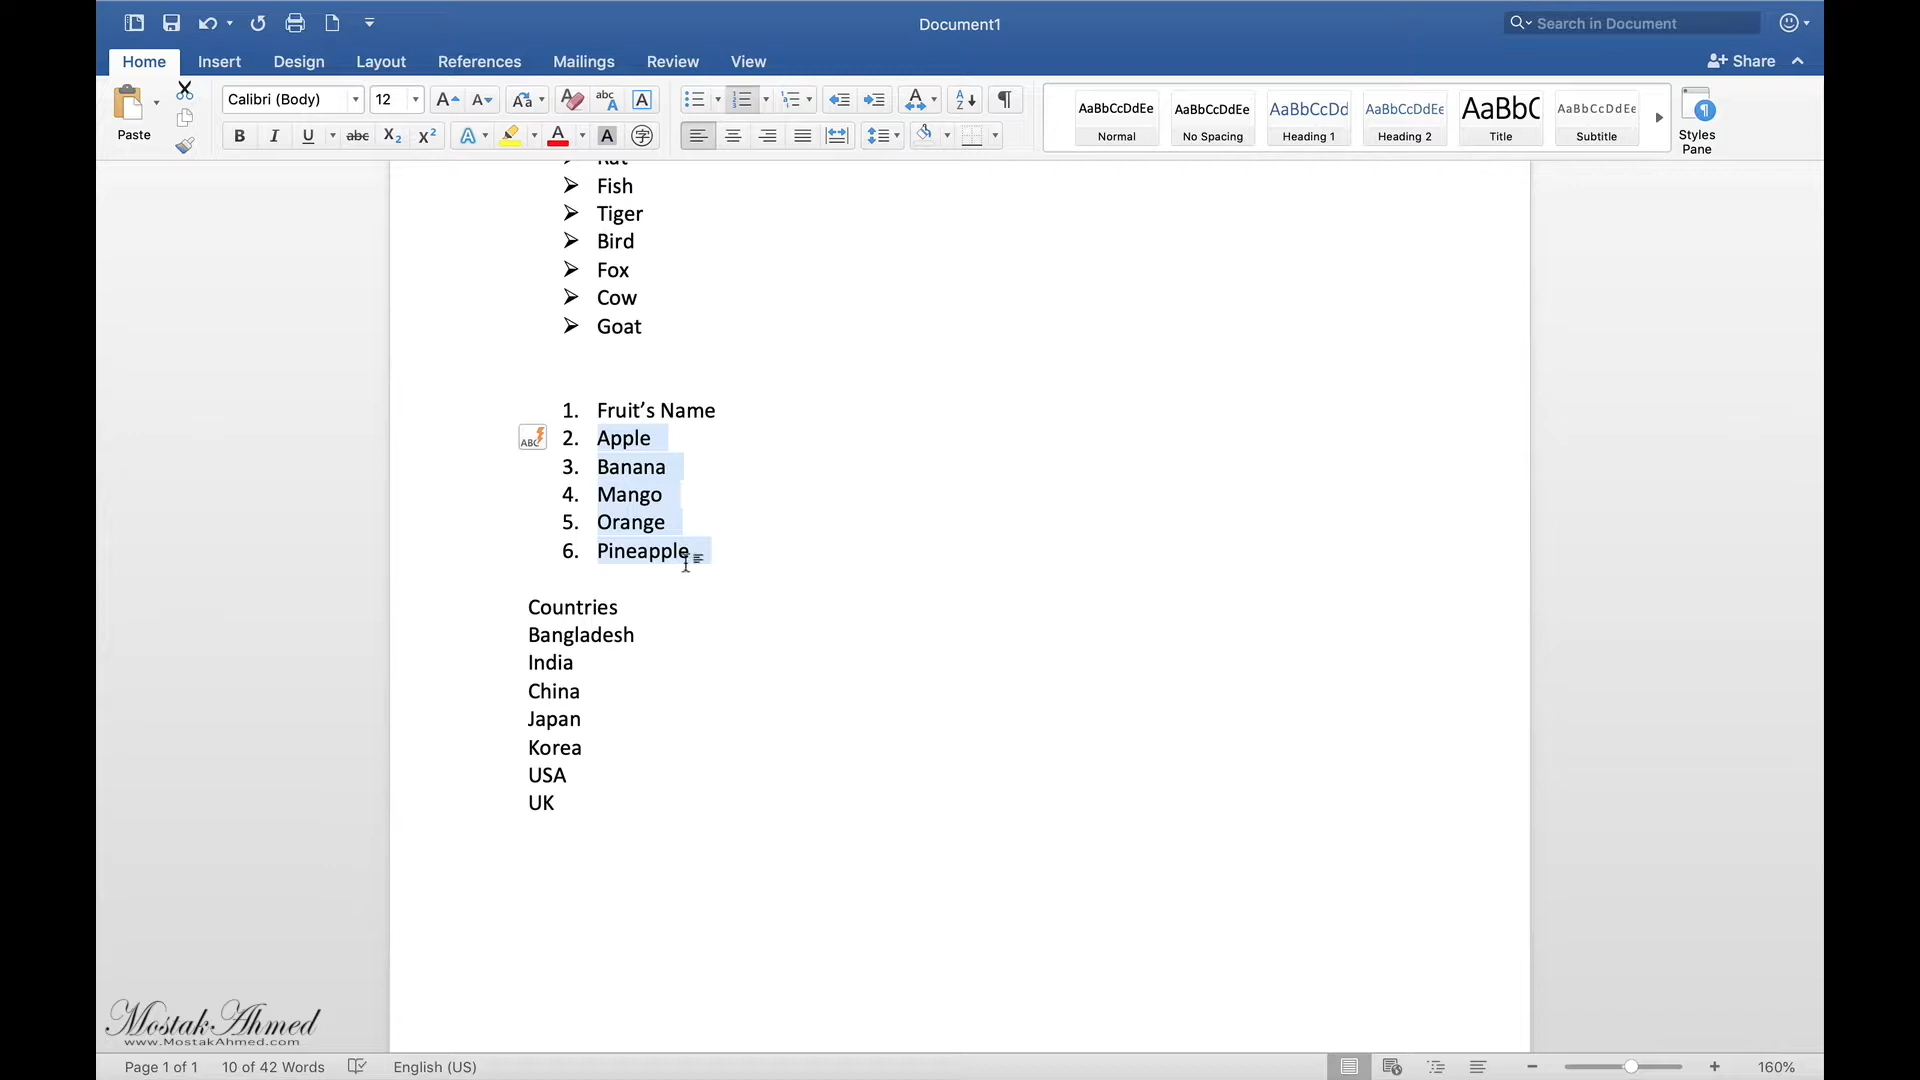 Document1
Search in Document
Home Insert Design Layout References Mailings Review View Share
Paste
Calibri (Body) 12
AaBbCcDdEe AaBbCcDdEe AaBbCcDd AaBbCcDdEe AaBbC AaBbCcDdEe
Normal No Spacing Heading 1 Heading 2 Title Subtitle
Styles
Pane
Rat
➢ Fish
➢ Tiger
➢ Bird
➢ Fox
➢ Cow
➢ Goat
1. Fruit’s Name
2. Apple
3. Banana
4. Mango
5. Orange
6. Pineapple
Countries
Bangladesh
India
China
Japan
Korea
USA
UK
Mostak Ahmed
www.MostakAhmed.com
Page 1 of 1 10 of 42 Words English (US) 160%